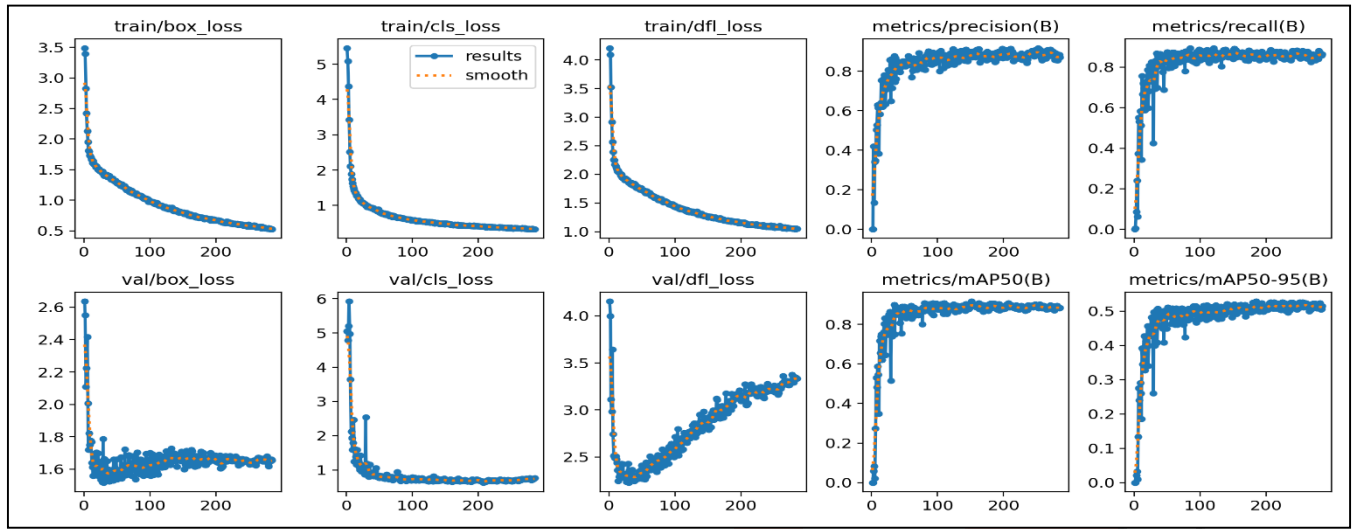 train/box_loss
train/cls_loss
train/dfl_loss
metrics/precision(B)
metrics/recall(B)
3.5
3.0
2.5
2.0
1.5
1.0
0.5
0 100 200
5
4
3
2
1
0 100 200
results
smooth
4.0
3.5
3.0
2.5
2.0
1.5
1.0
0 100 200
0.8
0.6
0.4
0.2
0.0
0 100 200
0.8
0.6
0.4
0.2
0.0
0 100 200
val/box_loss
val/cls_loss
val/dfl_loss
metrics/mAP50(B)
metrics/mAP50-95(B)
2.6
2.4
2.2
2.0
1.8
1.6
0 100 200
6
5
4
3
2
1
0 100 200
4.0
3.5
3.0
2.5
0 100 200
0.8
0.6
0.4
0.2
0.0
0 100 200
0.5
0.4
0.3
0.2
0.1
0.0
0 100 200